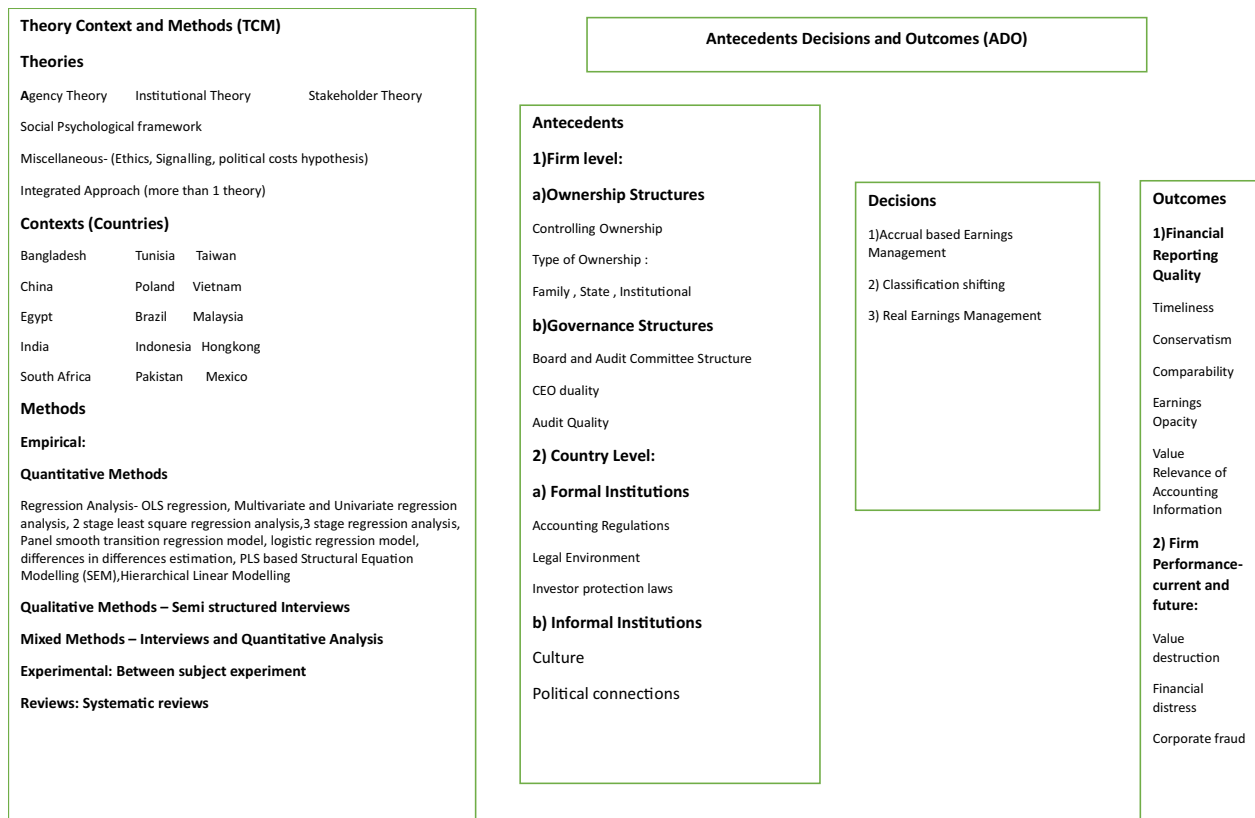 Theory Context and Methods (TCM)
Theories
Agency Theory Institutional Theory Stakeholder Theory
Social Psychological framework
Miscellaneous- (Ethics, Signalling, political costs hypothesis)
Integrated Approach (more than 1 theory)
Contexts (Countries)
Bangladesh Tunisia Taiwan
China Poland Vietnam
Egypt Brazil Malaysia
India Indonesia Hongkong
South Africa Pakistan Mexico
Methods
Empirical:
Quantitative Methods
Regression Analysis- OLS regression, Multivariate and Univariate regression
analysis, 2 stage least square regression analysis,3 stage regression analysis,
Panel smooth transition regression model, logistic regression model,
differences in differences estimation, PLS based Structural Equation
Modelling (SEM),Hierarchical Linear Modelling
Qualitative Methods – Semi structured Interviews
Mixed Methods – Interviews and Quantitative Analysis
Experimental: Between subject experiment
Reviews: Systematic reviews
Antecedents Decisions and Outcomes (ADO)
Antecedents
1)Firm level:
a)Ownership Structures
Controlling Ownership
Type of Ownership :
Family , State , Institutional
b)Governance Structures
Board and Audit Committee Structure
CEO duality
Audit Quality
2) Country Level:
a) Formal Institutions
Accounting Regulations
Legal Environment
Investor protection laws
b) Informal Institutions
Culture
Political connections
Decisions
1)Accrual based Earnings
Management
2) Classification shifting
3) Real Earnings Management
Outcomes
1)Financial
Reporting
Quality
Timeliness
Conservatism
Comparability
Earnings
Opacity
Value
Relevance of
Accounting
Information
2) Firm
Performance-
current and
future:
Value
destruction
Financial
distress
Corporate fraud